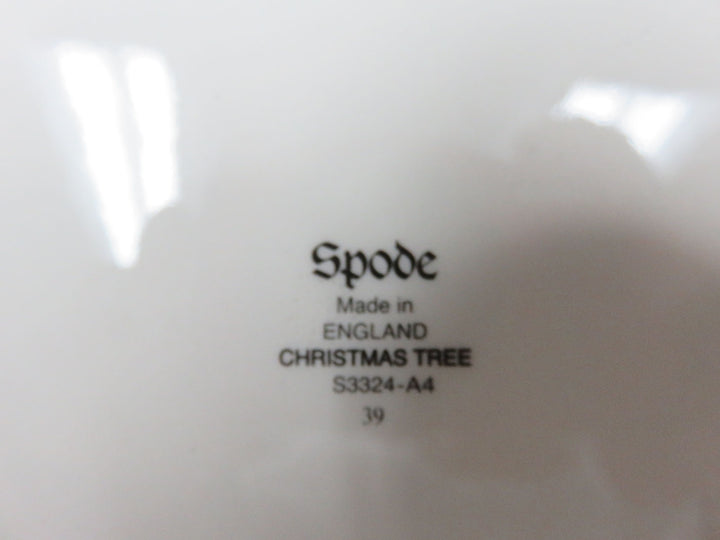 Spode
Made in
ENGLAND
CHRISTMAS TREE
S3324-A4
39